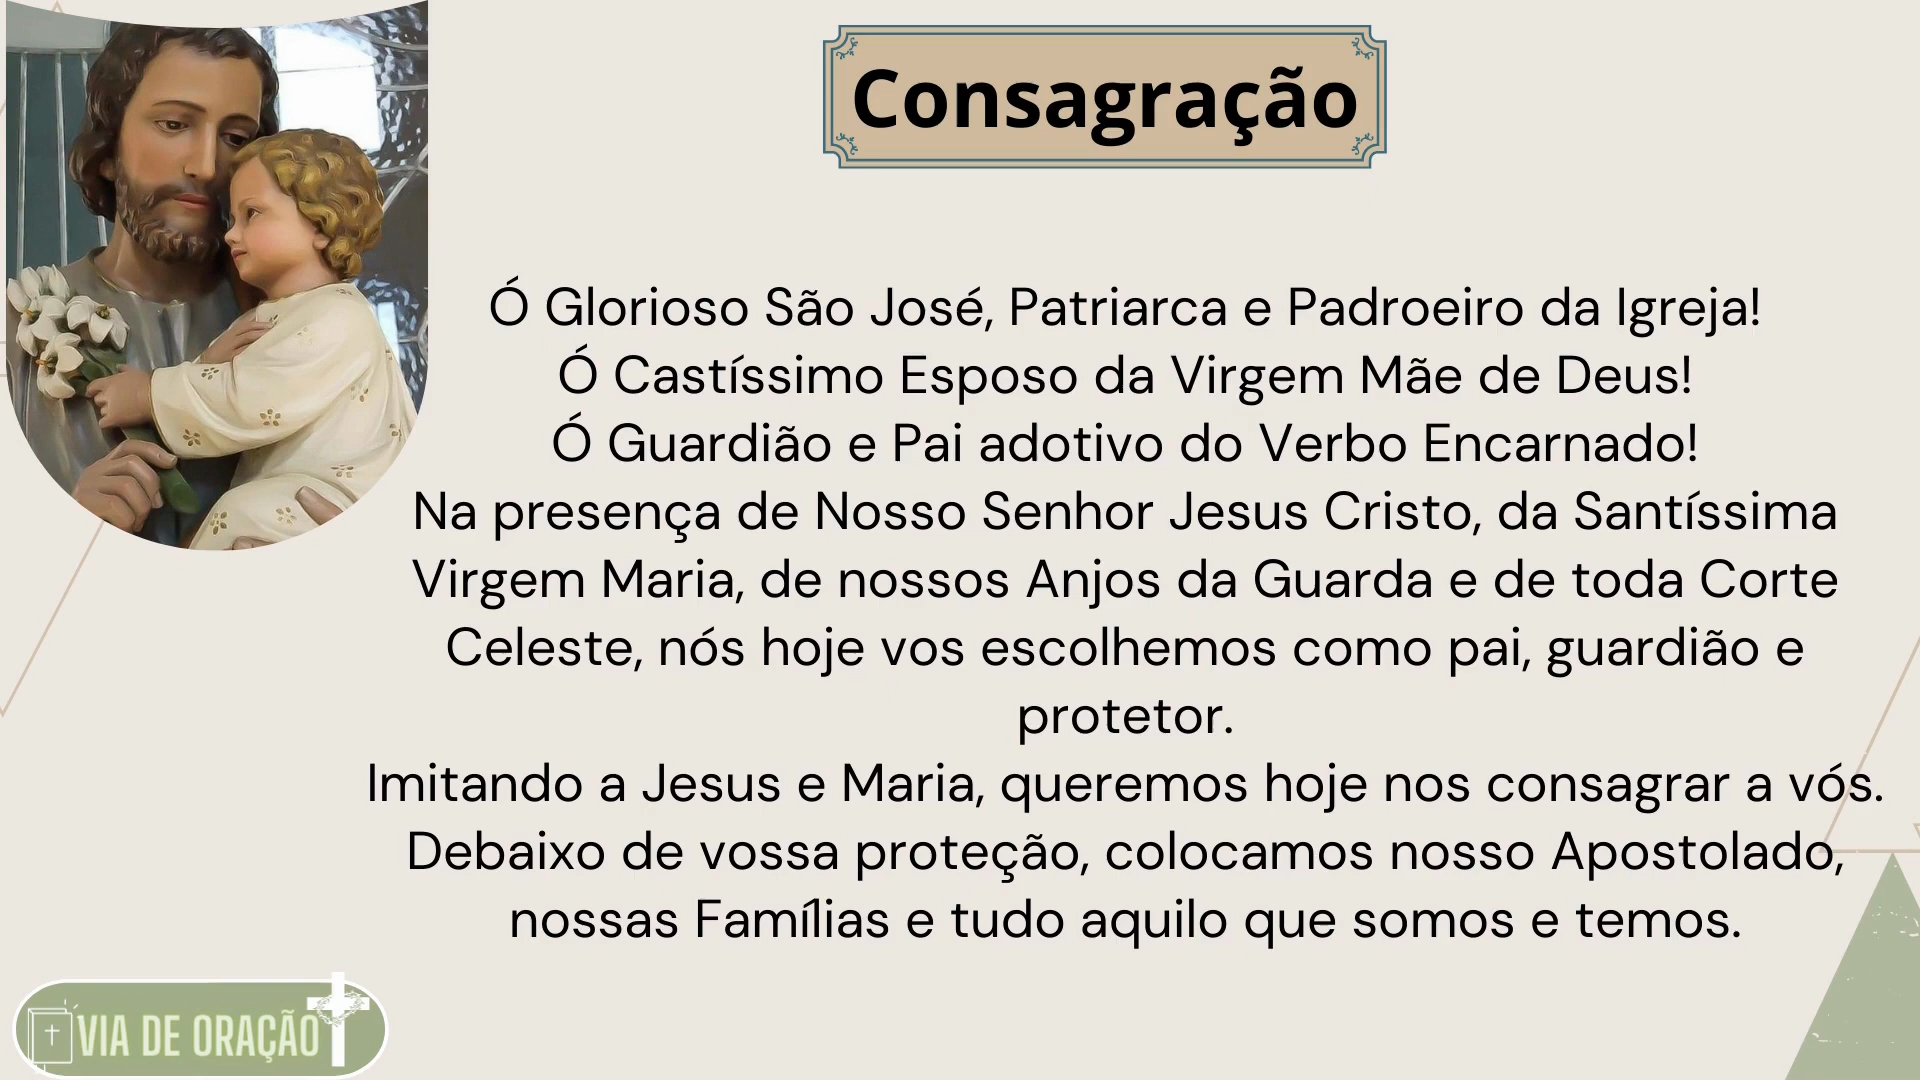 Consagração
Ó Glorioso São José, Patriarca e Padroeiro da Igreja!
Ó Castíssimo Esposo da Virgem Mãe de Deus!
Ó Guardião e Pai adotivo do Verbo Encarnado!
Na presença de Nosso Senhor Jesus Cristo, da Santíssima
Virgem Maria, de nossos Anjos da Guarda e de toda Corte
Celeste, nós hoje vos escolhemos como pai, guardião e
protetor.
Imitando a Jesus e Maria, queremos hoje nos consagrar a vós.
Debaixo de vossa proteção, colocamos nosso Apostolado,
nossas Famílias e tudo aquilo que somos e temos.
VIA DE ORAÇÃO